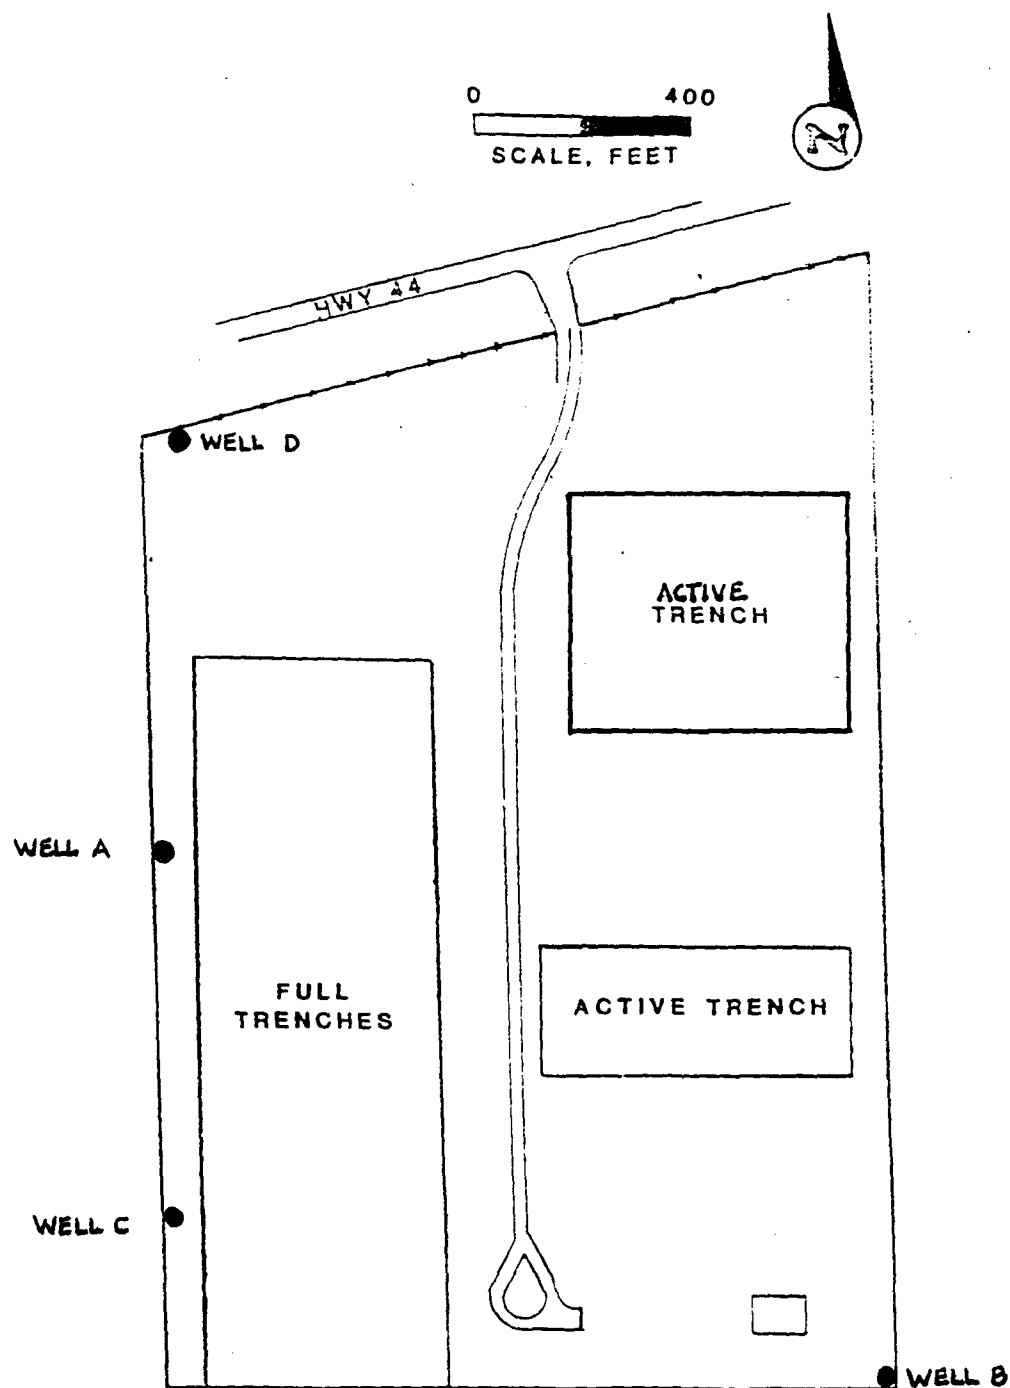 0 400
SCALE, FEET
N
HWY 44
WELL D
ACTIVE
TRENCH
WELL A
FULL
TRENCHES
ACTIVE TRENCH
WELL C
WELL B